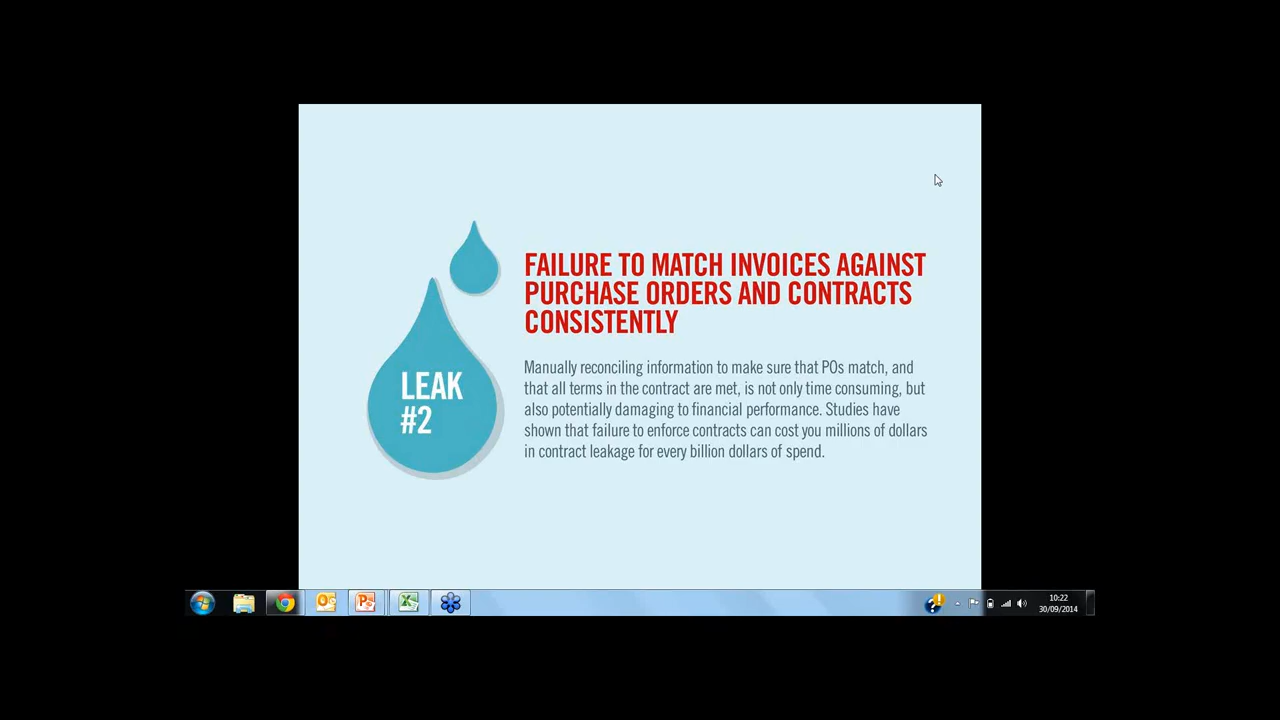 FAILURE TO MATCH INVOICES AGAINST
PURCHASE ORDERS AND CONTRACTS
CONSISTENTLY
LEAK
#2
Manually reconciling information to make sure that POs match, and
that all terms in the contract are met, is not only time consuming, but
also potentially damaging to financial performance. Studies have
shown that failure to enforce contracts can cost you millions of dollars
in contract leakage for every billion dollars of spend.
10:22
30/09/2014